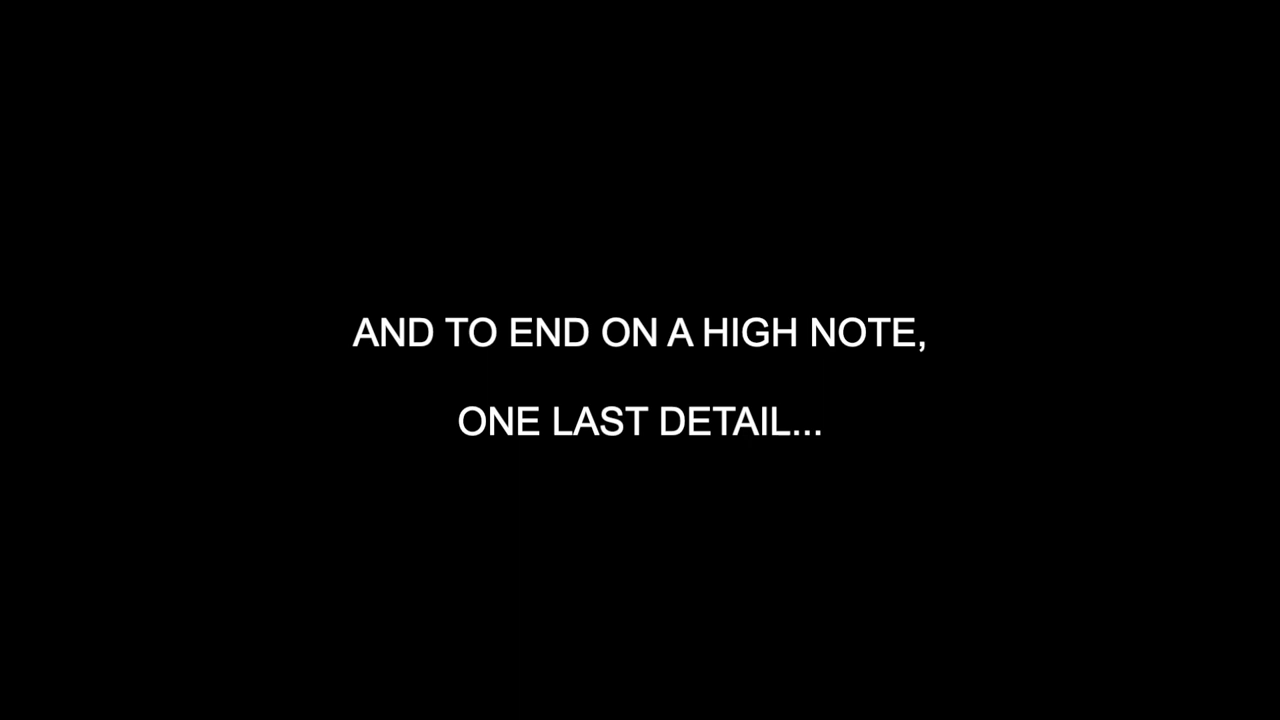 AND TO END ON A HIGH NOTE,
ONE LAST DETAIL...